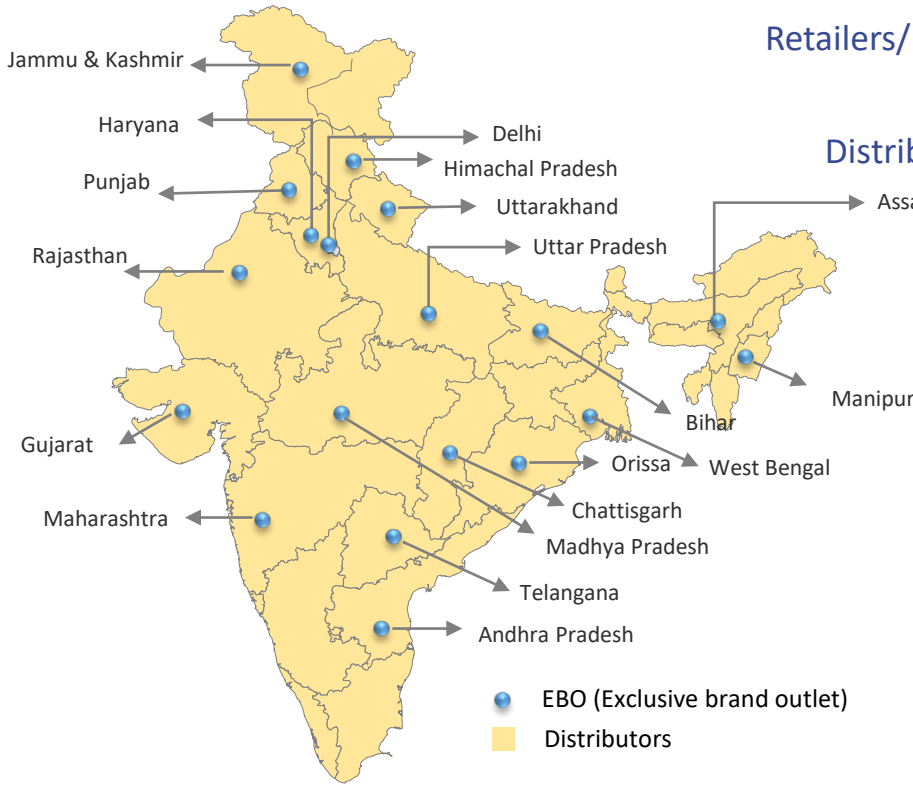 Retailers/
Jammu & Kashmir
Haryana
Delhi
Distrib
Himachal Pradesh
Punjab
Uttarakhand
Assa
Uttar Pradesh
Rajasthan
Manipur
Bihar
Gujarat
Orissa
West Bengal
Chattisgarh
Maharashtra
Madhya Pradesh
Telangana
Andhra Pradesh
EBO (Exclusive brand outlet)
Distributors